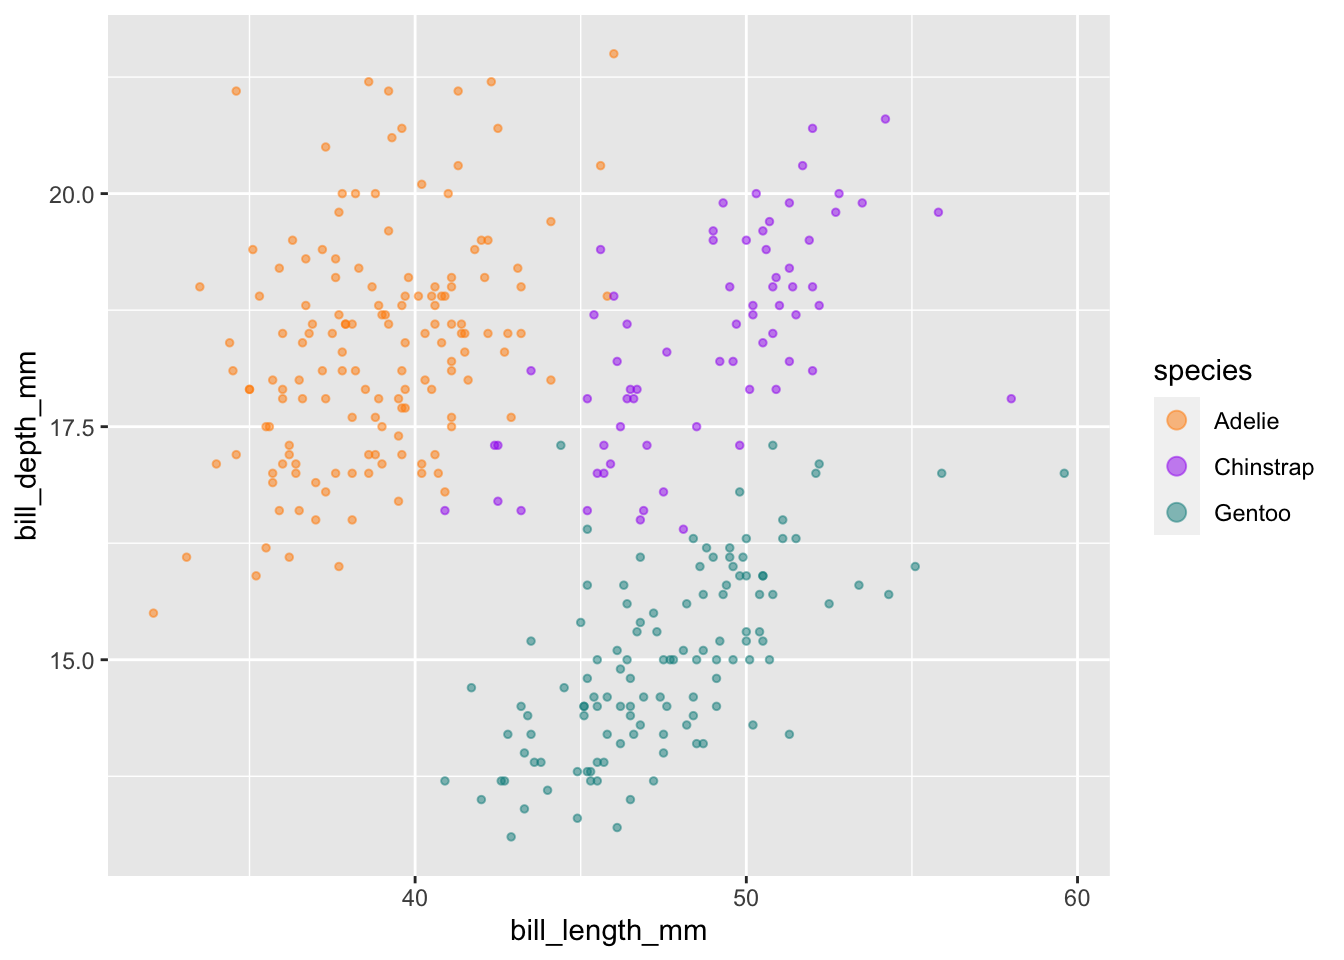 20.0
17.5
15.0
bill_depth_mm
40 50 60
bill_length_mm
species
Adelie
Chinstrap
Gentoo